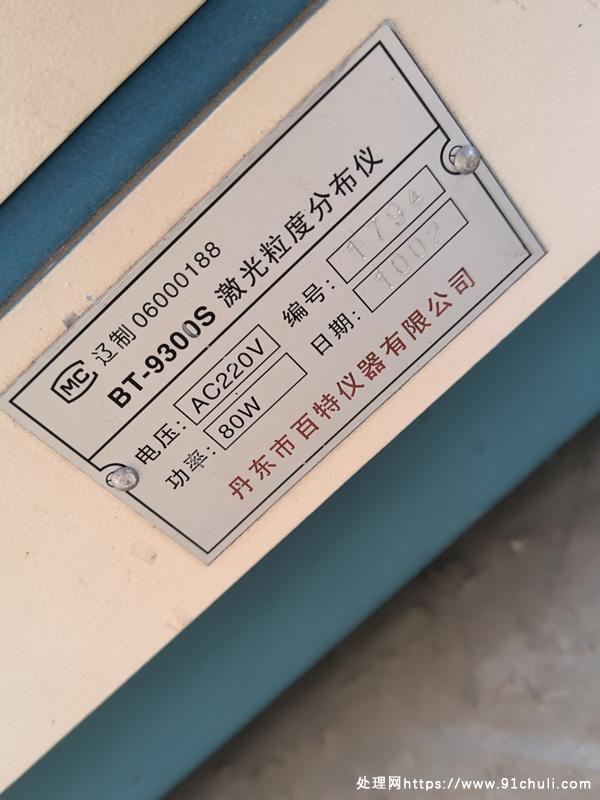 MC 辽制 06000188
BT-9300S 激光粒度分布仪
电压: AC220V 编号: 1794
功率: 80W 日期: 1002
丹东市百特仪器有限公司
处理网https://www.91chuli.com